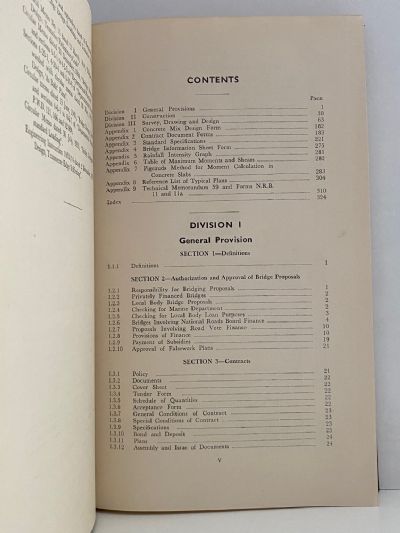 CONTENTS
Page
Division I General Provisions 1
Division II Construction 30
Division III Survey, Drawing and Design 63
Appendix 1 Concrete Mix Design Form 182
Appendix 2 Contract Document Forms 183
Appendix 3 Standard Specifications 221
Appendix 4 Bridge Information Sheet Form 275
Appendix 5 Rainfall Intensity Graph 281
Appendix 6 Table of Maximum Moments and Shears 280
Appendix 7 Pigeauds Method for Moment Calculation in
Concrete Slabs 283
Appendix 8 Reference List of Typical Plans 304
Appendix 9 Technical Memorandum 39 and Forms N.R.B.
11 and 11a 310
Index 324
DIVISION I
General Provision
SECTION 1—Definitions
1.1.1 Definitions 1
SECTION 2—Authorization and Approval of Bridge Proposals
1.2.1 Responsibility for Bridging Proposals 1
1.2.2 Privately Financed Bridges 2
1.2.3 Local Body Bridge Proposals 2
1.2.4 Checking for Marine Department 2
1.2.5 Checking for Local Body Loan Purposes 3
1.2.6 Bridges Involving National Roads Board Finance 4
1.2.7 Proposals Involving Road Vote Finance 10
1.2.8 Provisions of Finance 10
1.2.9 Payment of Subsidies 19
1.2.10 Approval of Falsework Plans 21
SECTION 3—Contracts
1.3.1 Policy 21
1.3.2 Documents 22
1.3.3 Cover Sheet 22
1.3.4 Tender Form 22
1.3.5 Schedule of Quantities 22
1.3.6 Acceptance Form 22
1.3.7 General Conditions of Contract 23
1.3.8 Special Conditions of Contract 23
1.3.9 Specifications 23
1.3.10 Bond and Deposit 24
1.3.11 Plans 24
1.3.12 Assembly and Issue of Documents 24
V